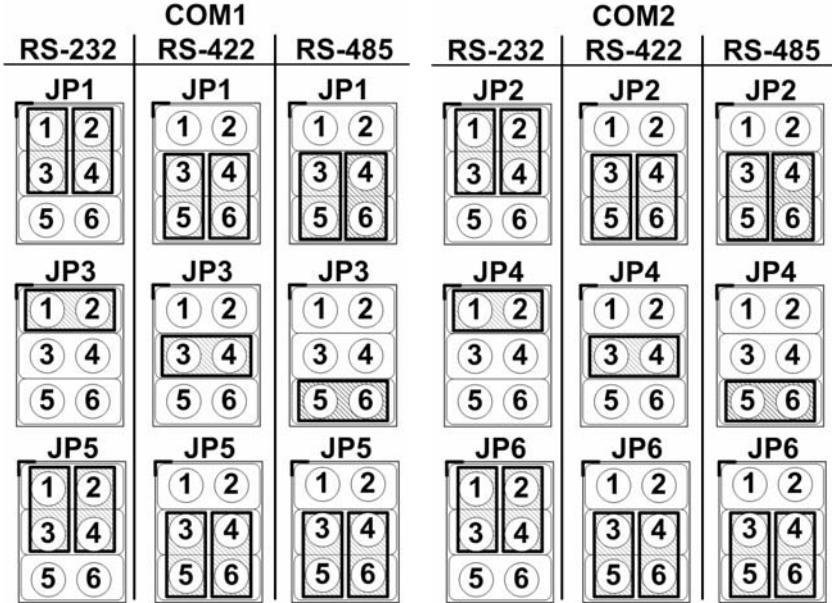 COM1 COM2
RS-232 RS-422 RS-485 RS-232 RS-422 RS-485
JP1 JP1 JP1 JP2 JP2 JP2
1 2 1 2 1 2 1 2 1 2 1 2
3 4 3 4 3 4 3 4 3 4 3 4
5 6 5 6 5 6 5 6 5 6 5 6
JP3 JP3 JP3 JP4 JP4 JP4
1 2 1 2 1 2 1 2 1 2 1 2
3 4 3 4 3 4 3 4 3 4 3 4
5 6 5 6 5 6 5 6 5 6 5 6
JP5 JP5 JP5 JP6 JP6 JP6
1 2 1 2 1 2 1 2 1 2 1 2
3 4 3 4 3 4 3 4 3 4 3 4
5 6 5 6 5 6 5 6 5 6 5 6